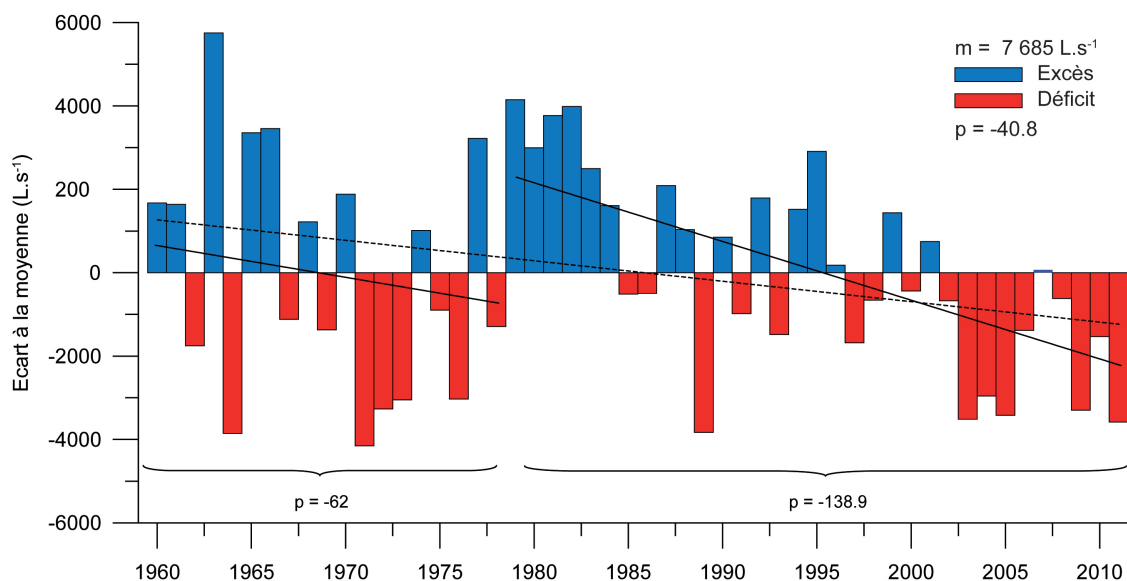 6000
4000
200
0
-2000
-4000
-6000
Ecart à la moyenne (L.s-1)
m = 7 685 L.s-1
Excès
Déficit
p = -40.8
p = -62
p = -138.9
1960 1965 1970 1975 1980 1985 1990 1995 2000 2005 2010